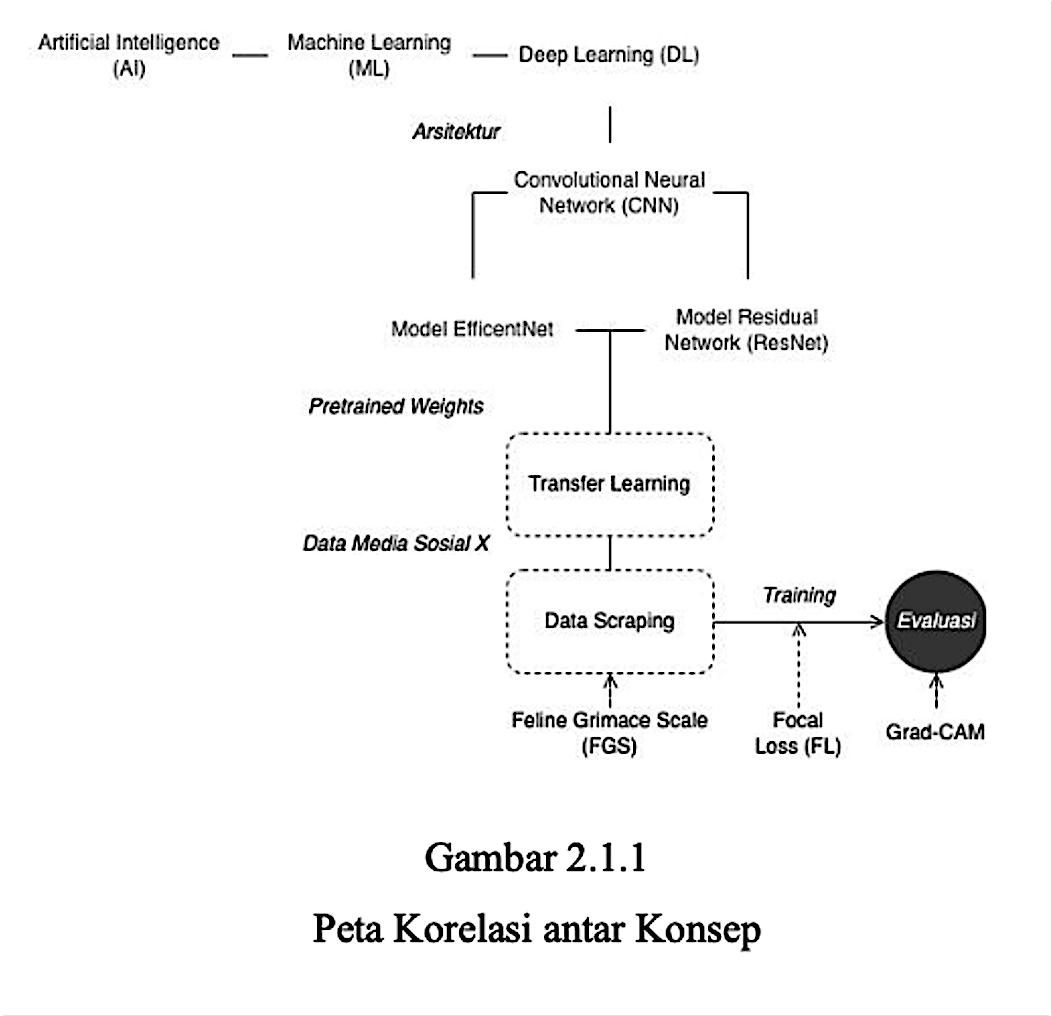 Artificial Intelligence
(AI)
Machine Learning
(ML)
Deep Learning (DL)
Arsitektur
Convolutional Neural
Network (CNN)
Model EfficentNet
Model Residual
Network (ResNet)
Pretrained Weights
Transfer Learning
Data Media Sosial X
Data Scraping
Training
Evaluasi
Feline Grimace Scale
(FGS)
Focal
Loss (FL)
Grad-CAM
Gambar 2.1.1
Peta Korelasi antar Konsep